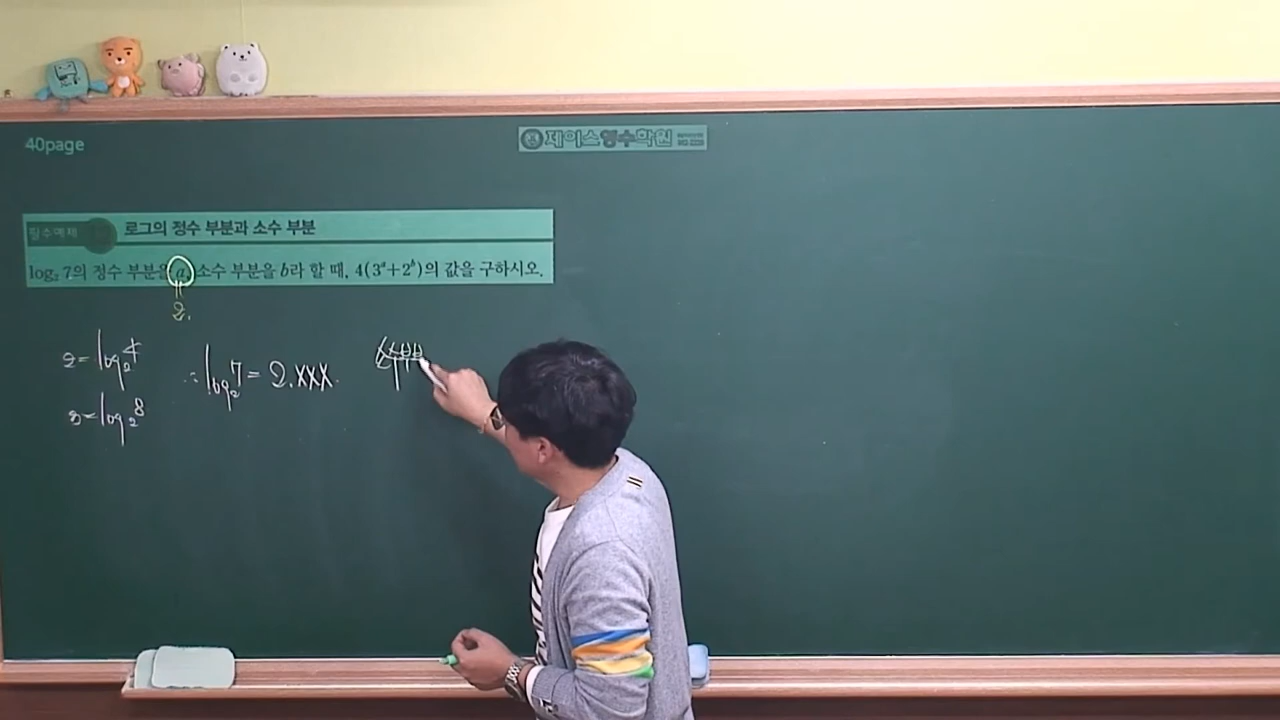 40page
제이스영수학원
필수예제
로그의 정수 부분과 소수 부분
log₂ 7의 정수 부분을 a, 소수 부분을 b라 할 때, 4(3ᵃ+2ᵇ)의 값을 구하시오.
2.
2=log₂4
∴ log₂7=2.xxx.
3=log₂8